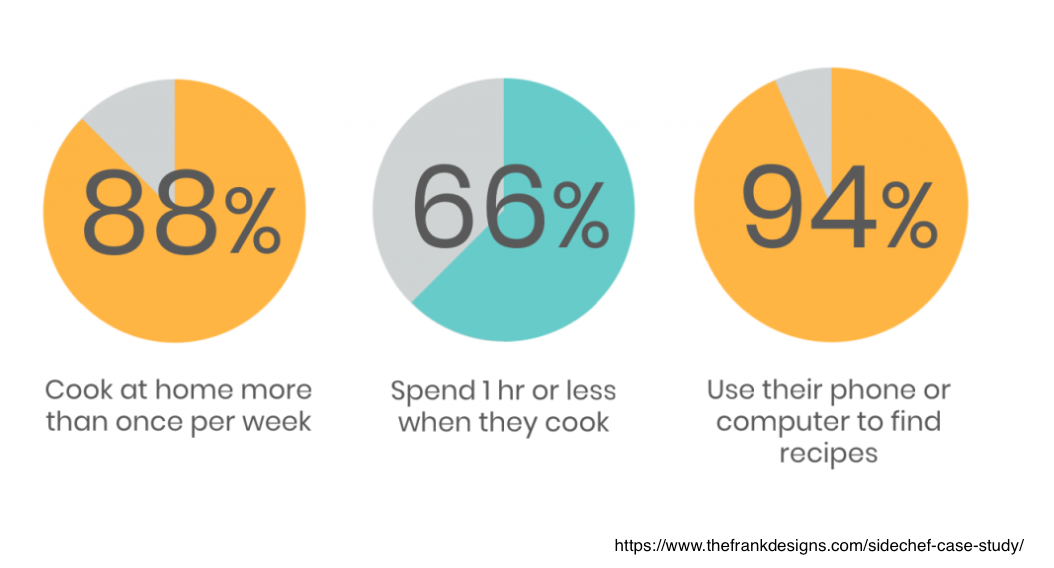 88%
66%
94%
Cook at home more
than once per week
Spend 1 hr or less
when they cook
Use their phone or
computer to find
recipes
https://www.thefrankdesigns.com/sidechef-case-study/